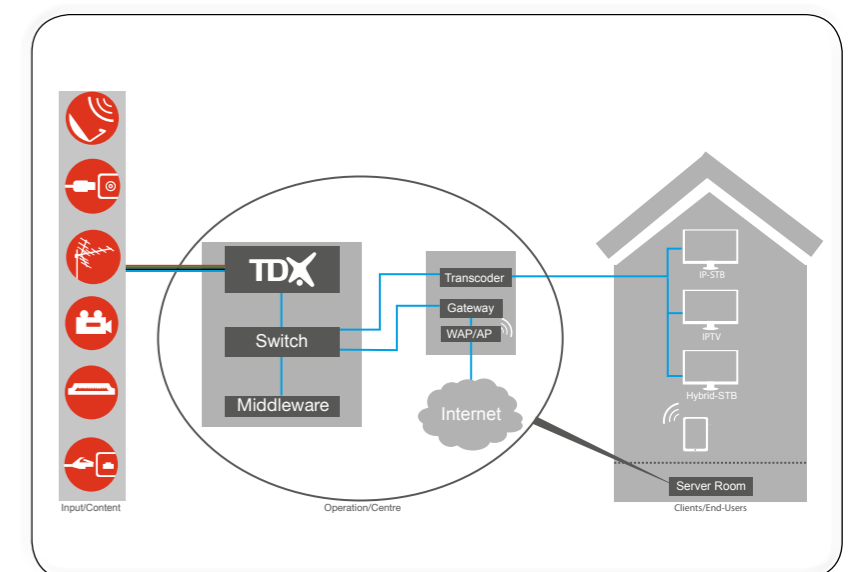 TDX
Switch
Middleware
Transcoder
Gateway
WAP/AP
Internet
IP-STB
IPTV
Hybrid-STB
Server Room
Input/Content
Operation/Centre
Clients/End-Users